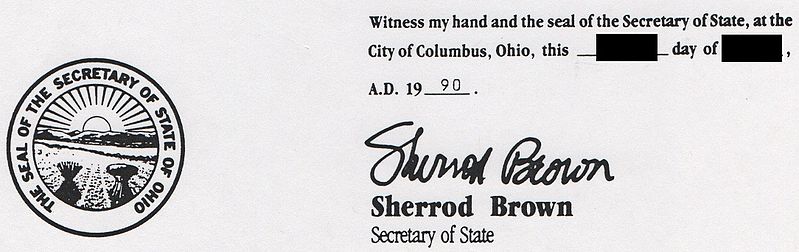 Witness my hand and the seal of the Secretary of State, at the
City of Columbus, Ohio, this day of ,
A.D. 19 90 .
THE SEAL OF THE SECRETARY OF STATE OF OHIO
Sherrod Brown
Sherrod Brown
Secretary of State